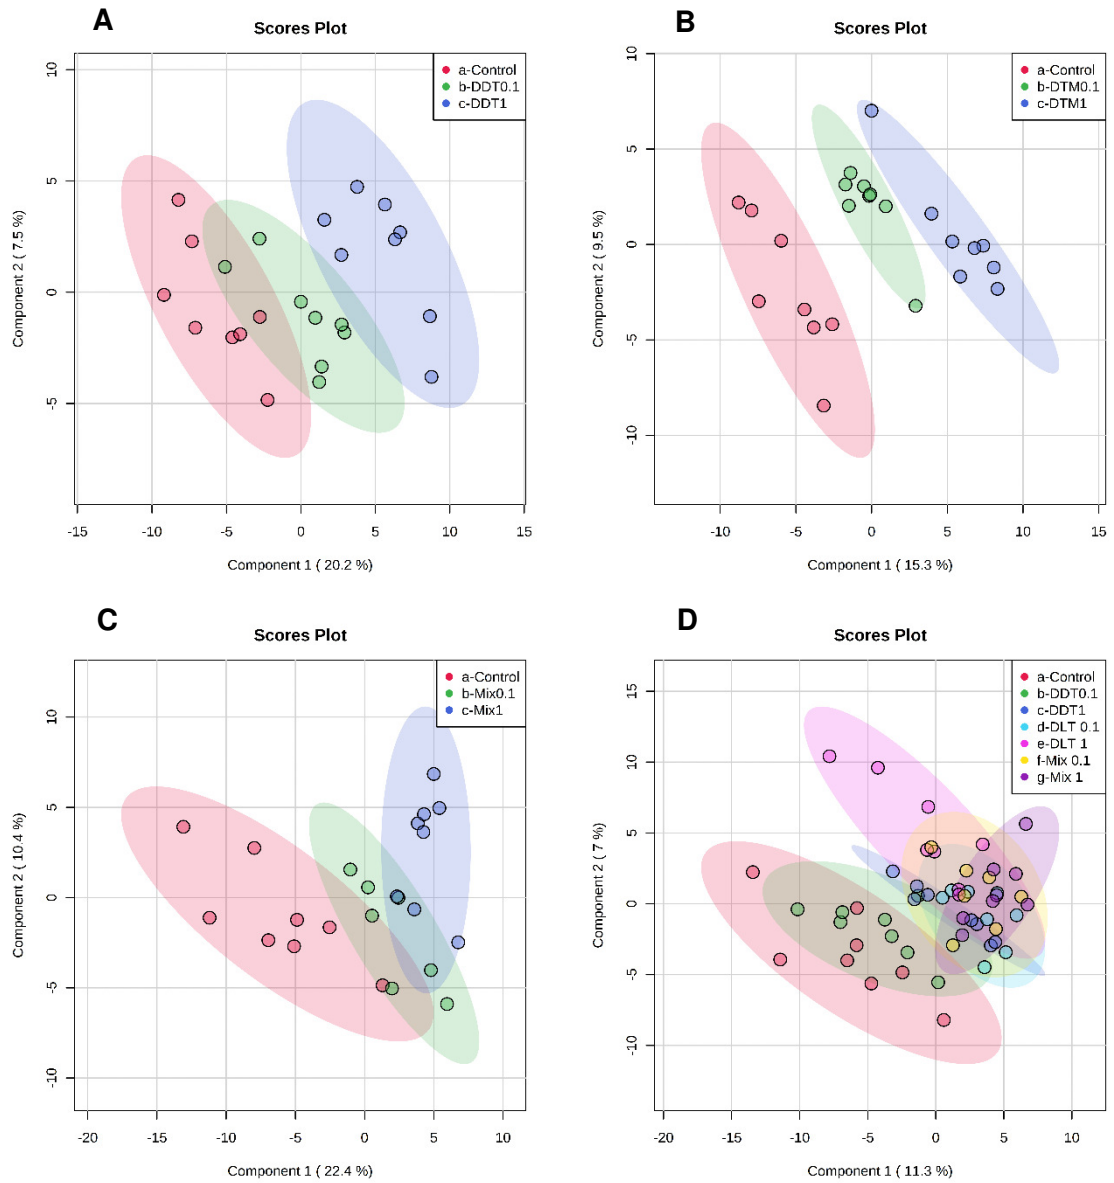 A
Scores Plot
a-Control
b-DDT0.1
c-DDT1
Component 2 ( 7.5 %)
10
5
0
-5
-15 -10 -5 0 5 10 15
Component 1 ( 20.2 %)
B
Scores Plot
a-Control
b-DTM0.1
c-DTM1
Component 2 ( 9.5 %)
10
5
0
-5
-10
-10 -5 0 5 10 15
Component 1 ( 15.3 %)
C
Scores Plot
a-Control
b-Mix0.1
c-Mix1
Component 2 ( 10.4 %)
10
5
0
-5
-10
-20 -15 -10 -5 0 5 10
Component 1 ( 22.4 %)
D
Scores Plot
a-Control
b-DDT0.1
c-DDT1
d-DLT 0.1
e-DLT 1
f-Mix 0.1
g-Mix 1
Component 2 ( 7 %)
15
10
5
0
-5
-10
-20 -15 -10 -5 0 5 10
Component 1 ( 11.3 %)